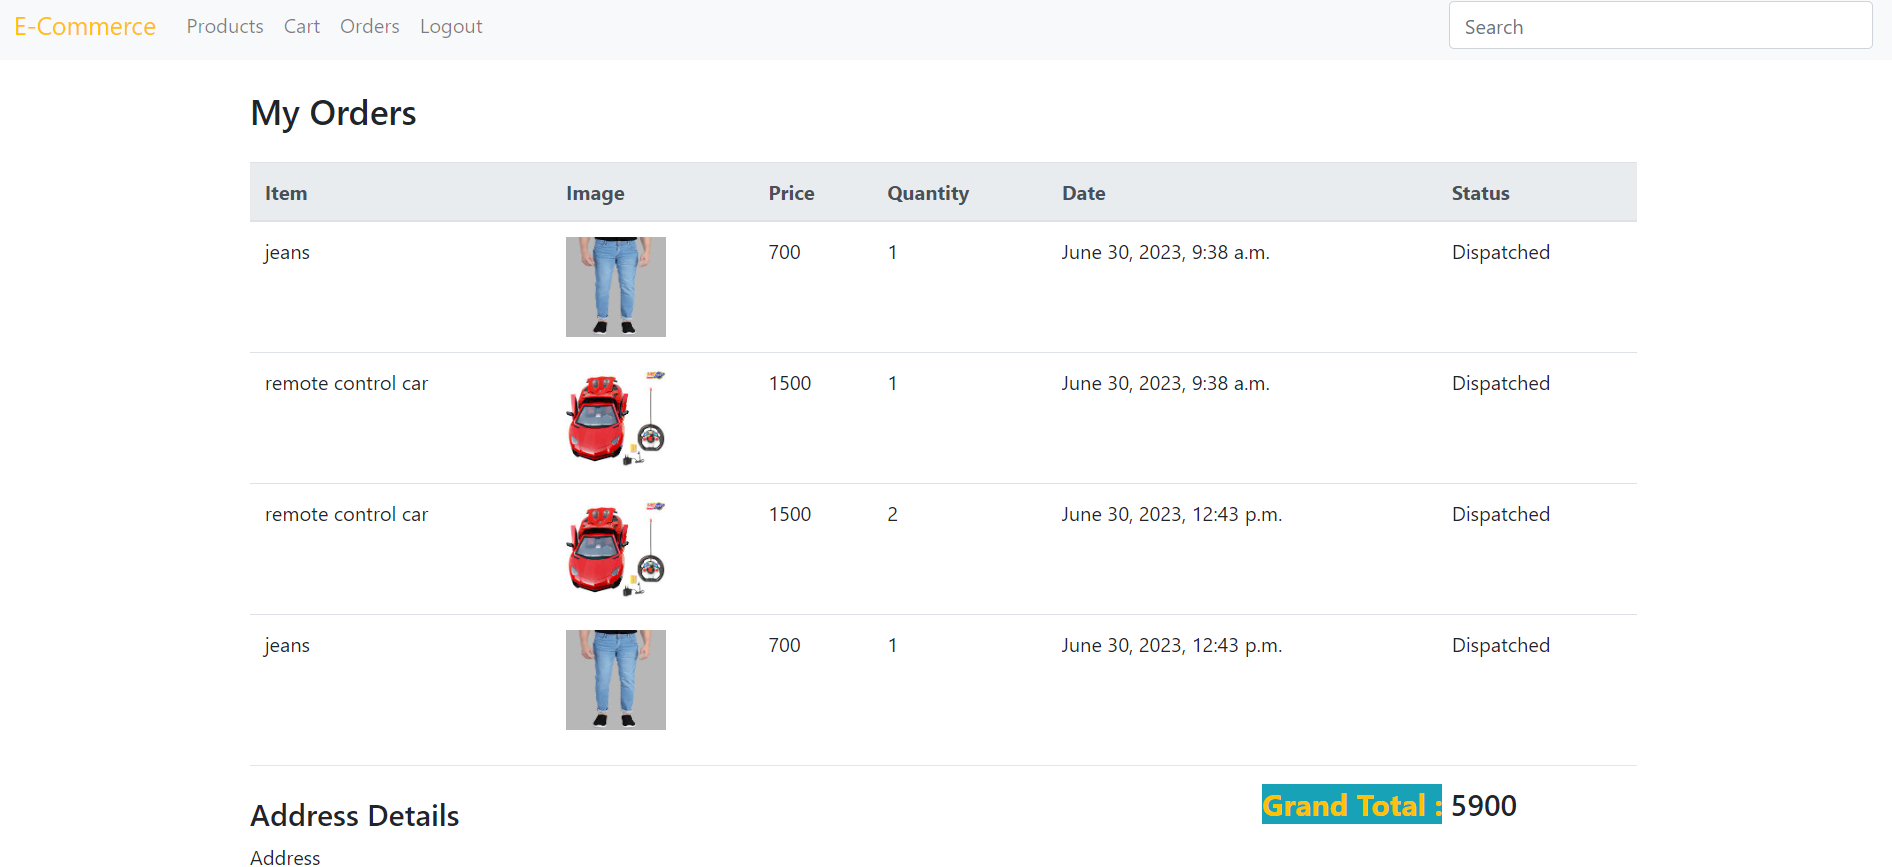 E-Commerce Products Cart Orders Logout Search
My Orders
Item Image Price Quantity Date Status
jeans 700 1 June 30, 2023, 9:38 a.m. Dispatched
remote control car 1500 1 June 30, 2023, 9:38 a.m. Dispatched
remote control car 1500 2 June 30, 2023, 12:43 p.m. Dispatched
jeans 700 1 June 30, 2023, 12:43 p.m. Dispatched
Grand Total : 5900
Address Details
Address